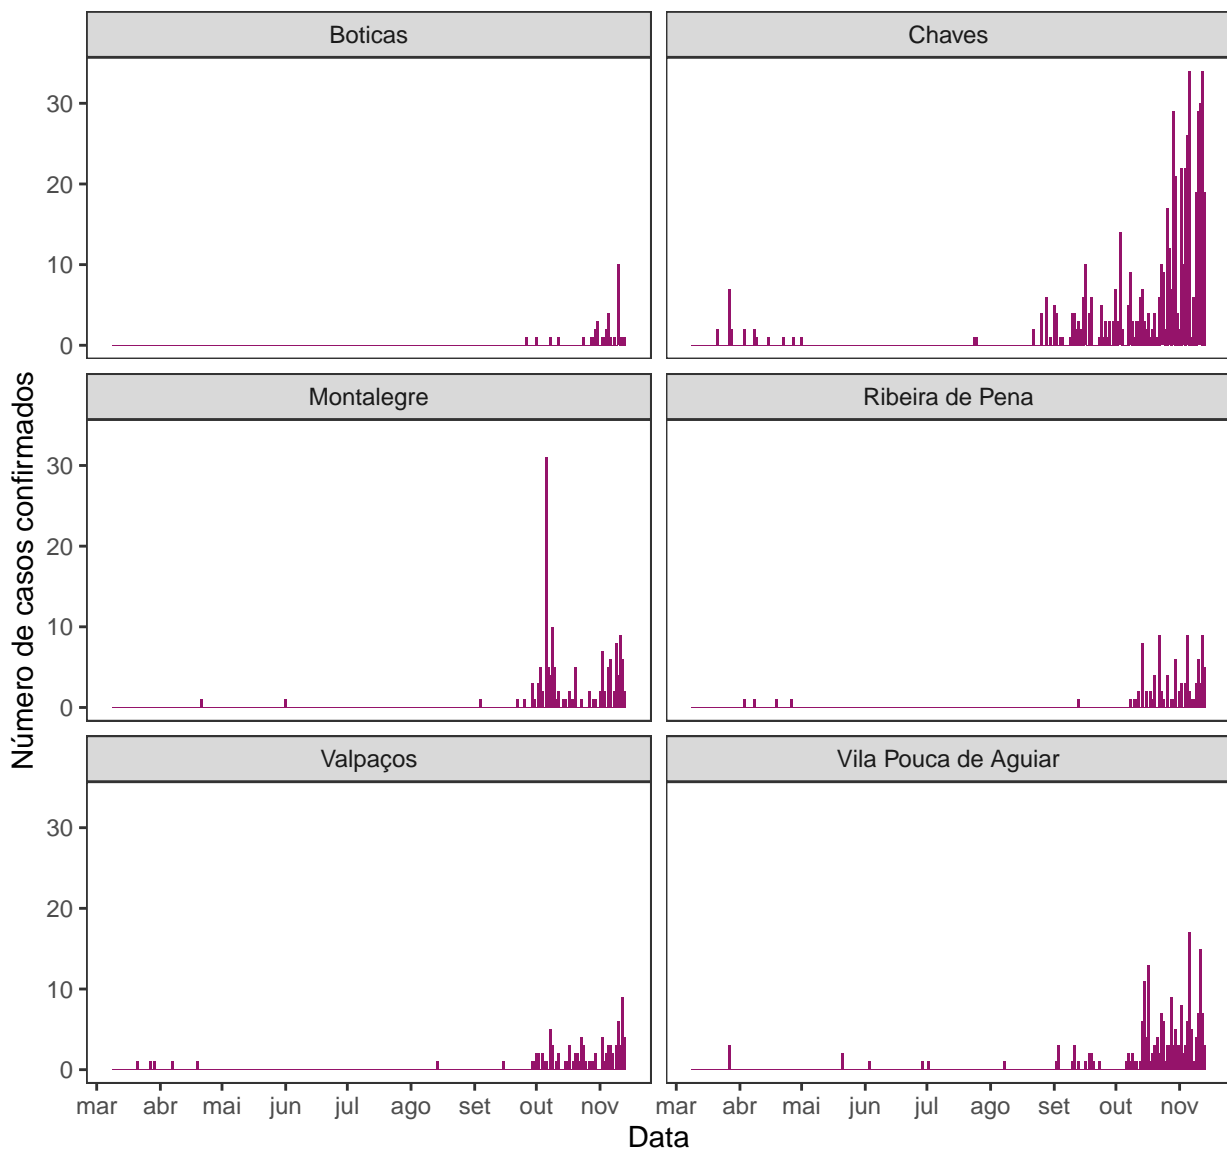 Boticas
Chaves
30
20
10
0
Montalegre
Ribeira de Pena
30
20
10
0
Valpaços
Vila Pouca de Aguiar
30
20
10
0
mar abr mai jun jul ago set out nov
mar abr mai jun jul ago set out nov
Data
Número de casos confirmados